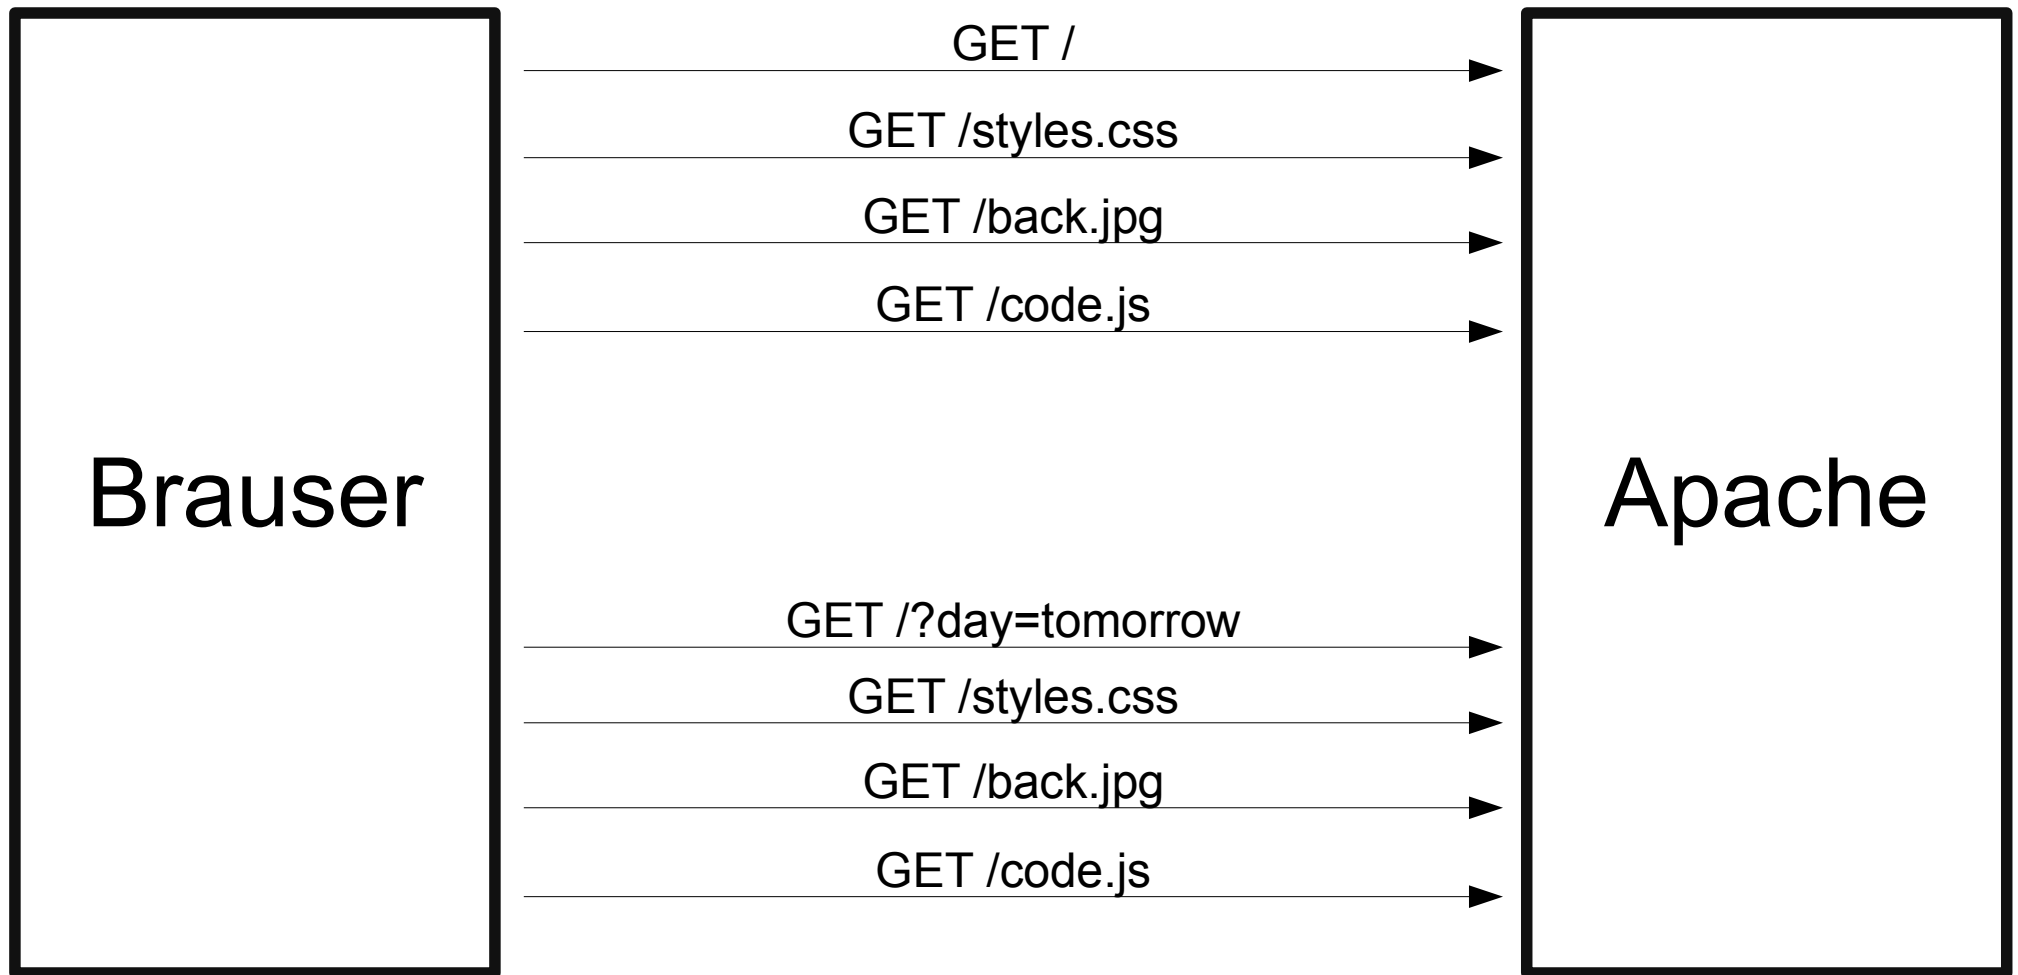 GET /
GET /styles.css
GET /back.jpg
GET /code.js
Brauser
Apache
GET /?day=tomorrow
GET /styles.css
GET /back.jpg
GET /code.js